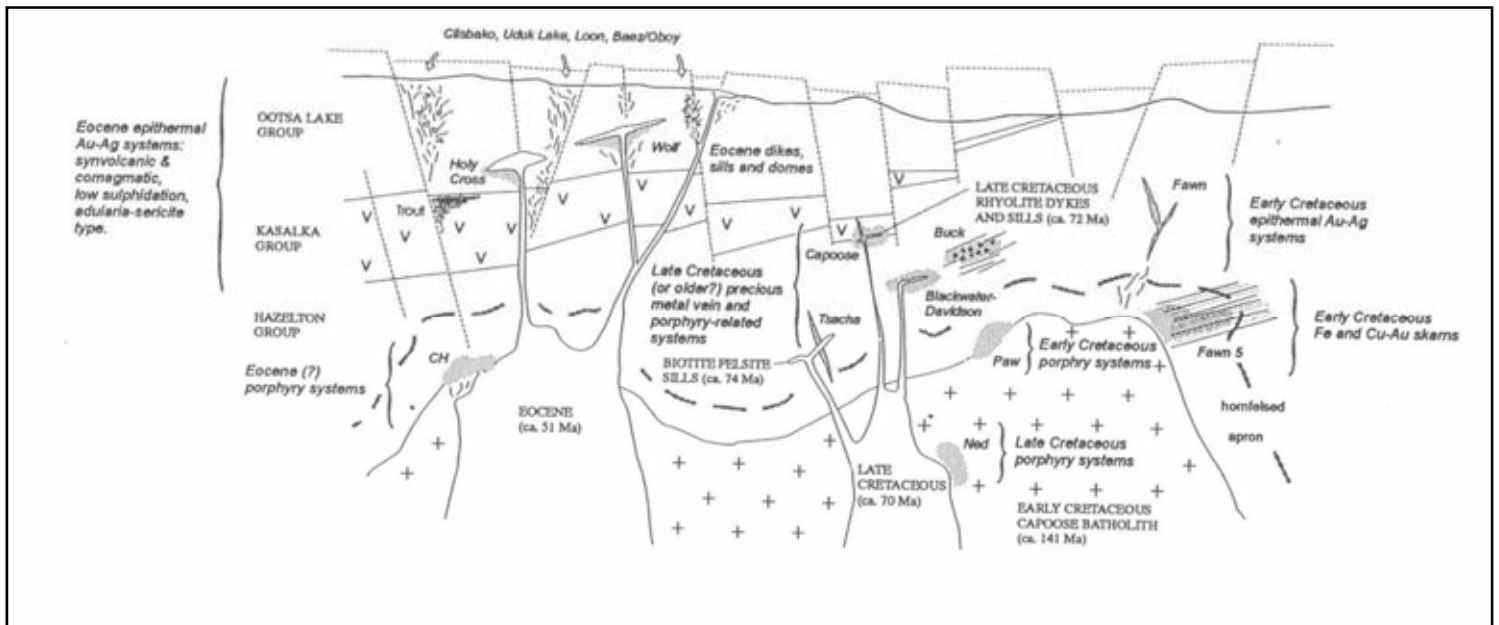 Clisbako, Uduk Lake, Loon, Baez/Oboy
Eocene epithermal
Au-Ag systems:
synvolcanic &
comagmatic,
low sulphidation,
adularia-sericite
type.
OOTSA LAKE
GROUP
KASALKA
GROUP
HAZELTON
GROUP
Holy
Cross
Trout
Wolf
Eocene dikes,
sills and domes
V
V
V
V
V
V
V
V
V
V
V
LATE CRETACEOUS
RHYOLITE DYKES
AND SILLS (ca. 72 Ma)
Fawn
Early Cretaceous
epithermal Au-Ag
systems
Capoose
Buck
Late Cretaceous
(or older?) precious
metal vein and
porphyry-related
systems
Tsacha
Blackwater-
Davidson
CH
Eocene (?)
porphyry systems
BIOTITE FELSITE
SILLS (ca. 74 Ma)
Paw
Early Cretaceous
porphry systems
Fawn 5
Early Cretaceous
Fe and Cu-Au skarns
EOCENE
(ca. 51 Ma)
hornfelsed
apron
Ned
Late Cretaceous
porphyry systems
LATE
CRETACEOUS
(ca. 70 Ma)
EARLY CRETACEOUS
CAPOOSE BATHOLITH
(ca. 141 Ma)